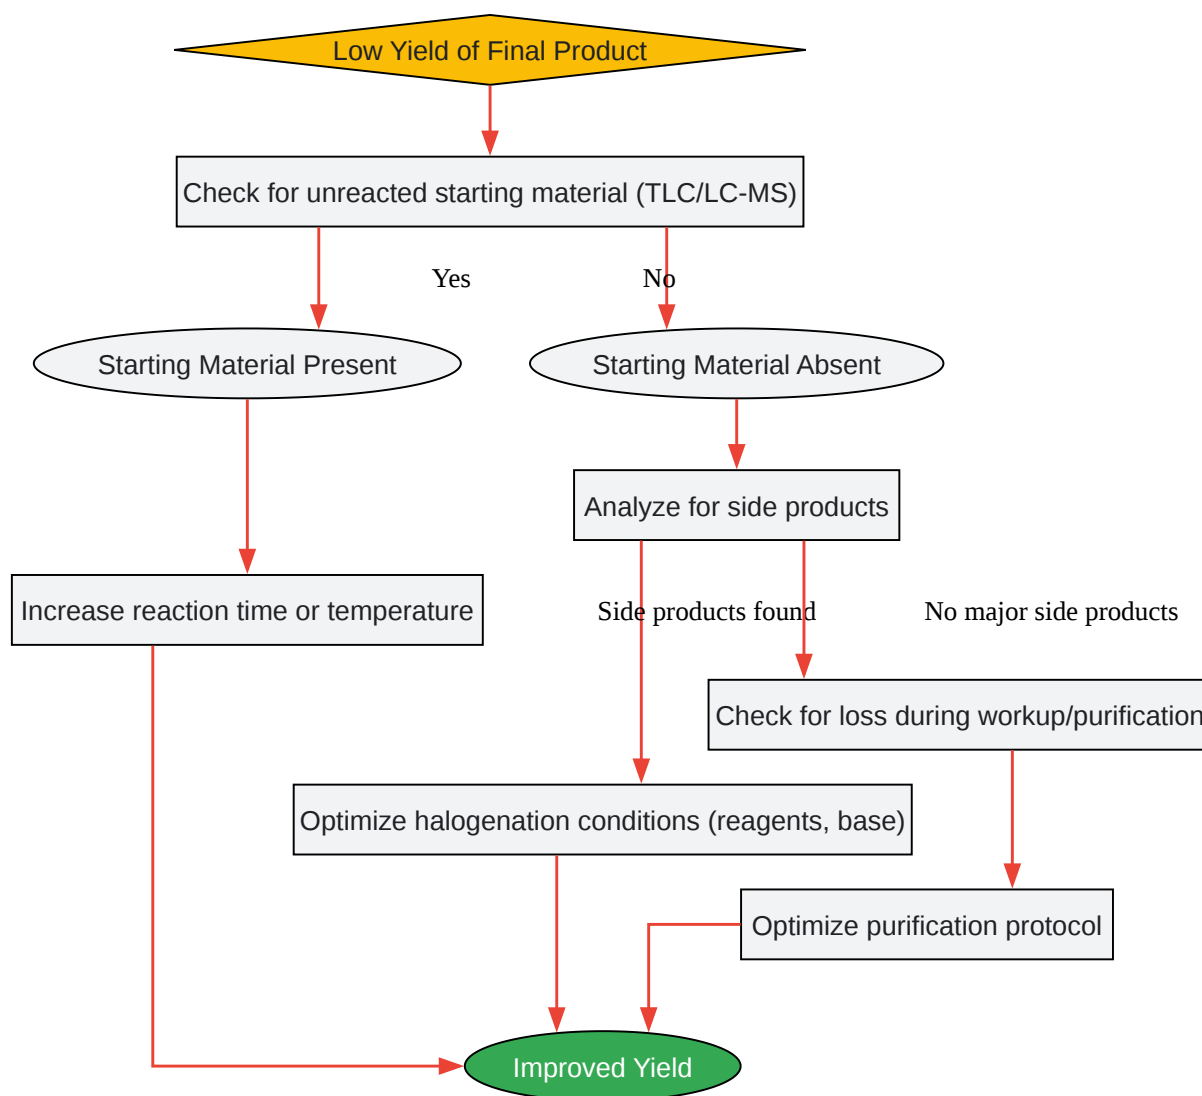 Low Yield of Final Product
Check for unreacted starting material (TLC/LC-MS)
Yes
No
Starting Material Present
Starting Material Absent
Analyze for side products
Increase reaction time or temperature
Side products found
No major side products
Check for loss during workup/purification
Optimize halogenation conditions (reagents, base)
Optimize purification protocol
Improved Yield